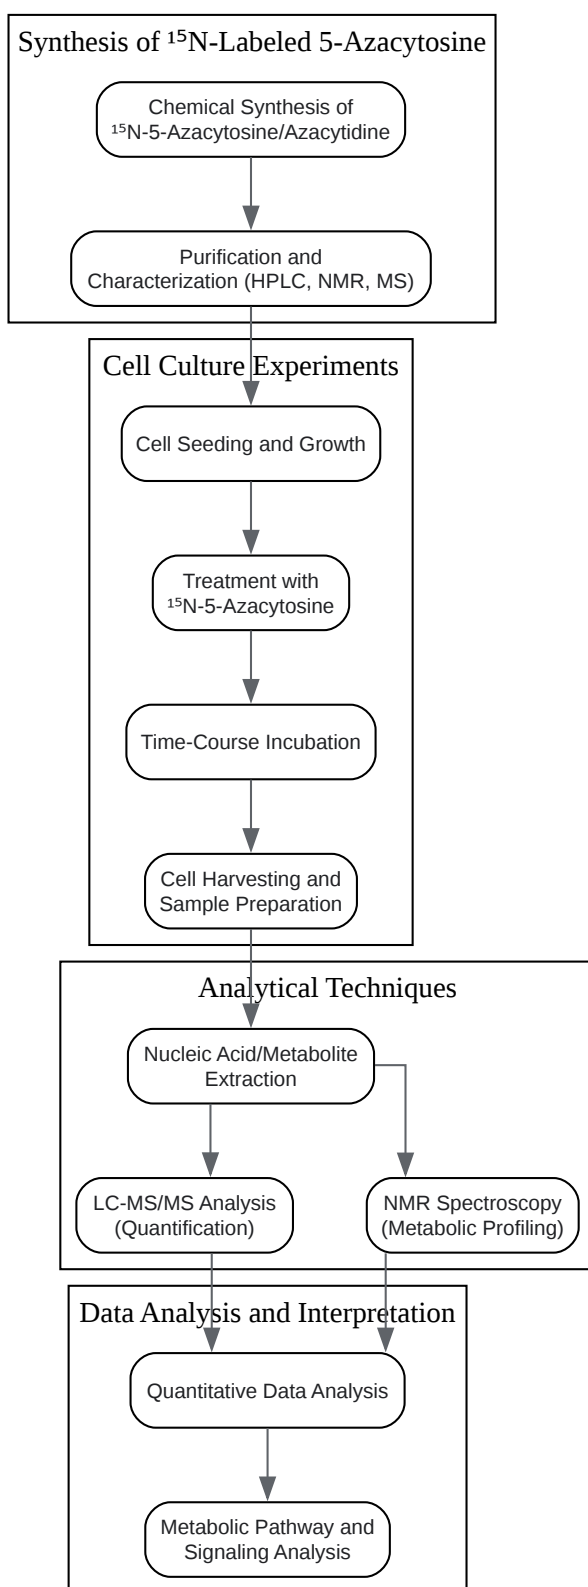 Synthesis of ¹⁵N-Labeled 5-Azacytosine
Chemical Synthesis of
¹⁵N-5-Azacytosine/Azacytidine
Purification and
Characterization (HPLC, NMR, MS)
Cell Culture Experiments
Cell Seeding and Growth
Treatment with
¹⁵N-5-Azacytosine
Time-Course Incubation
Cell Harvesting and
Sample Preparation
Analytical Techniques
Nucleic Acid/Metabolite
Extraction
LC-MS/MS Analysis
(Quantification)
NMR Spectroscopy
(Metabolic Profiling)
Data Analysis and Interpretation
Quantitative Data Analysis
Metabolic Pathway and
Signaling Analysis